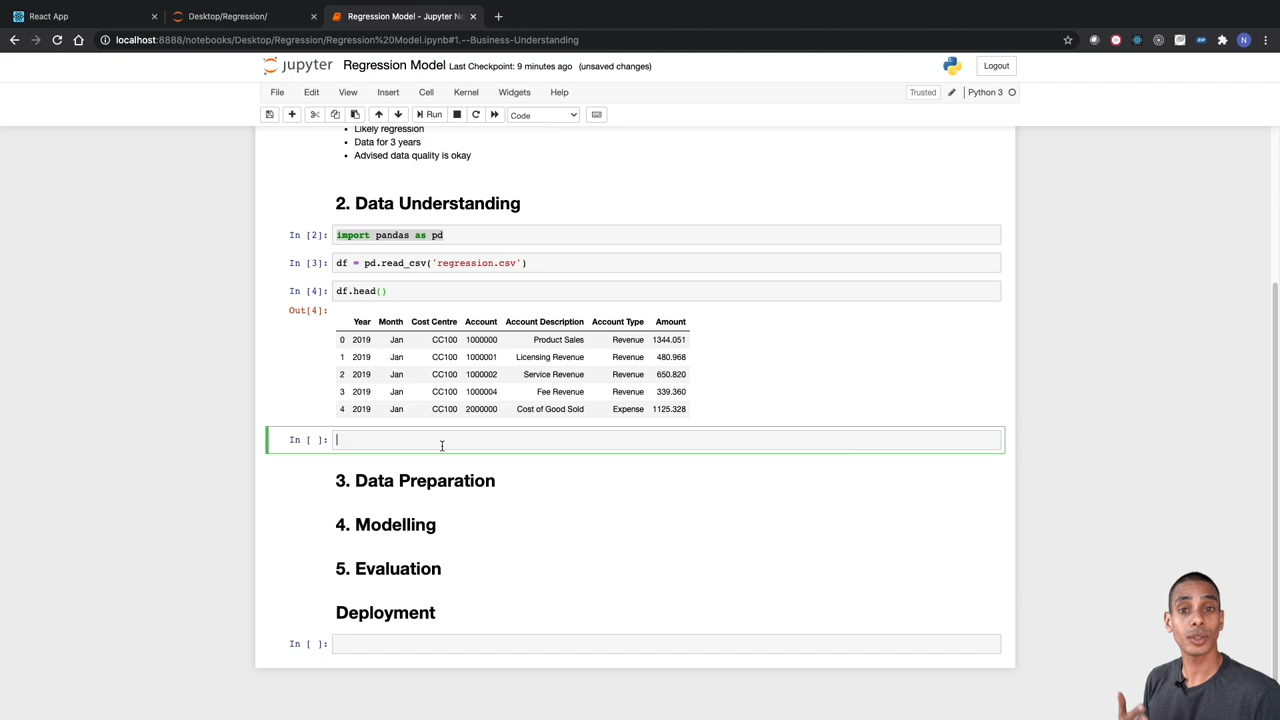 React App
Desktop/Regression/
Regression Model - Jupyter No
localhost:8888/notebooks/Desktop/Regression/Regression%20Model.ipynb#1.--Business-Understanding
N
jupyter Regression Model Last Checkpoint: 9 minutes ago (unsaved changes)
Logout
File Edit View Insert Cell Kernel Widgets Help
Trusted
Python 3
Run
Code
Likely regression
Data for 3 years
Advised data quality is okay
2. Data Understanding
In [2]: import pandas as pd
In [3]: df = pd.read_csv('regression.csv')
In [4]: df.head()
Out[4]:
Year Month Cost Centre Account Account Description Account Type Amount
0 2019 Jan CC100 1000000 Product Sales Revenue 1344.051
1 2019 Jan CC100 1000001 Licensing Revenue Revenue 480.968
2 2019 Jan CC100 1000002 Service Revenue Revenue 650.820
3 2019 Jan CC100 1000004 Fee Revenue Revenue 339.360
4 2019 Jan CC100 2000000 Cost of Good Sold Expense 1125.328
In [ ]:
3. Data Preparation
4. Modelling
5. Evaluation
Deployment
In [ ]: